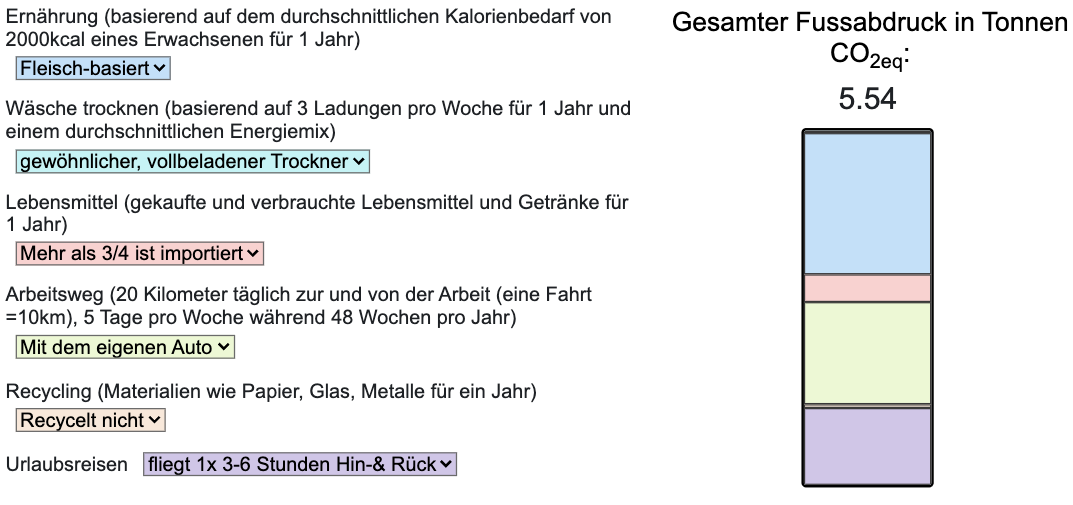 Ernährung (basierend auf dem durchschnittlichen Kalorienbedarf von
2000kcal eines Erwachsenen für 1 Jahr)
Fleisch-basiert
Wäsche trocknen (basierend auf 3 Ladungen pro Woche für 1 Jahr und
einem durchschnittlichen Energiemix)
gewöhnlicher, vollbeladener Trockner
Lebensmittel (gekaufte und verbrauchte Lebensmittel und Getränke für
1 Jahr)
Mehr als 3/4 ist importiert
Arbeitsweg (20 Kilometer täglich zur und von der Arbeit (eine Fahrt
=10km), 5 Tage pro Woche während 48 Wochen pro Jahr)
Mit dem eigenen Auto
Recycling (Materialien wie Papier, Glas, Metalle für ein Jahr)
Recycelt nicht
Urlaubsreisen fliegt 1x 3-6 Stunden Hin-& Rück
Gesamter Fussabdruck in Tonnen
CO2eq:
5.54